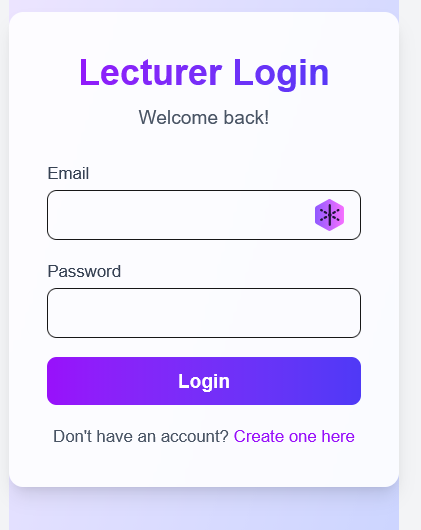 Lecturer Login
Welcome back!
Email
Password
Login
Don't have an account? Create one here